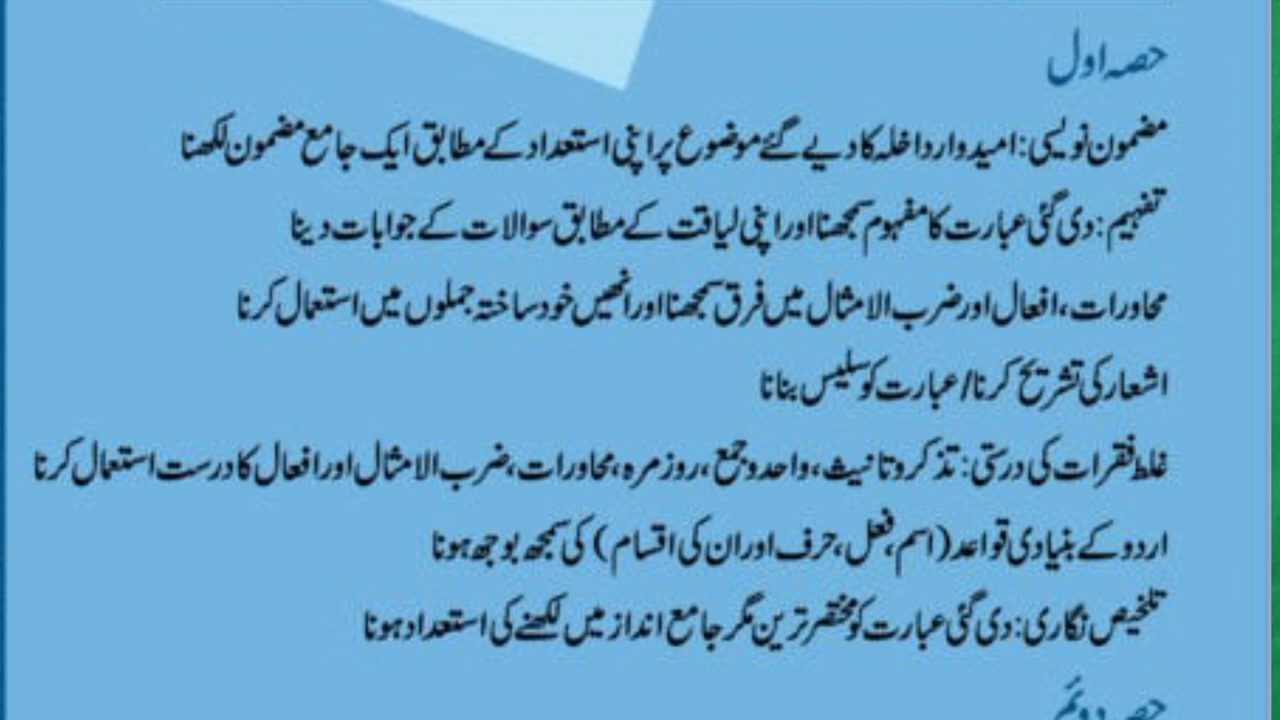 حصہ اول
مضمون نویسی: امیدوار داخلہ کا دیے گئے موضوع پر اپنی استعداد کے مطابق ایک جامع مضمون لکھنا
تفہیم: دی گئی عبارت کا مفہوم سمجھنا اور اپنی لیاقت کے مطابق سوالات کے جوابات دینا
محاورات، افعال اور ضرب الامثال میں فرق سمجھنا اور انھیں خود ساختہ جملوں میں استعمال کرنا
اشعار کی تشریح کرنا/عبارت کو سلیس بنانا
غلط فقرات کی درستی: تذکر و تانیث، واحد و جمع، روزمرہ، محاورات، ضرب الامثال اور افعال کا درست استعمال کرنا
اردو کے بنیادی قواعد (اسم، فعل، حرف اور ان کی اقسام) کی سمجھ بوجھ ہونا
تلخیص نگاری: دی گئی عبارت کو مختصر ترین مگر جامع انداز میں لکھنے کی استعداد ہونا
حصہ دوئم